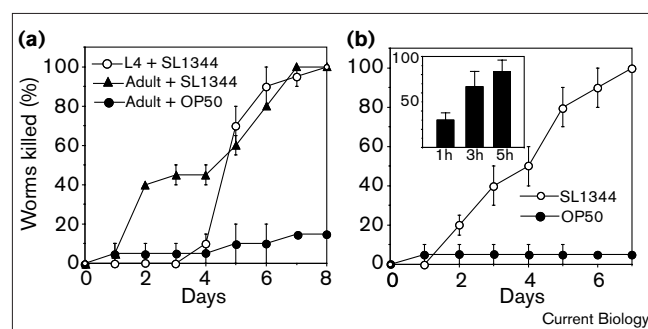 (a)
L4 + SL1344
Adult + SL1344
Adult + OP50
Worms killed (%)
100
80
60
40
20
0
0 2 4 6 8
Days
(b)
100
80
60
40
20
0
100
50
1h 3h 5h
SL1344
OP50
0 2 4 6
Days
Current Biology